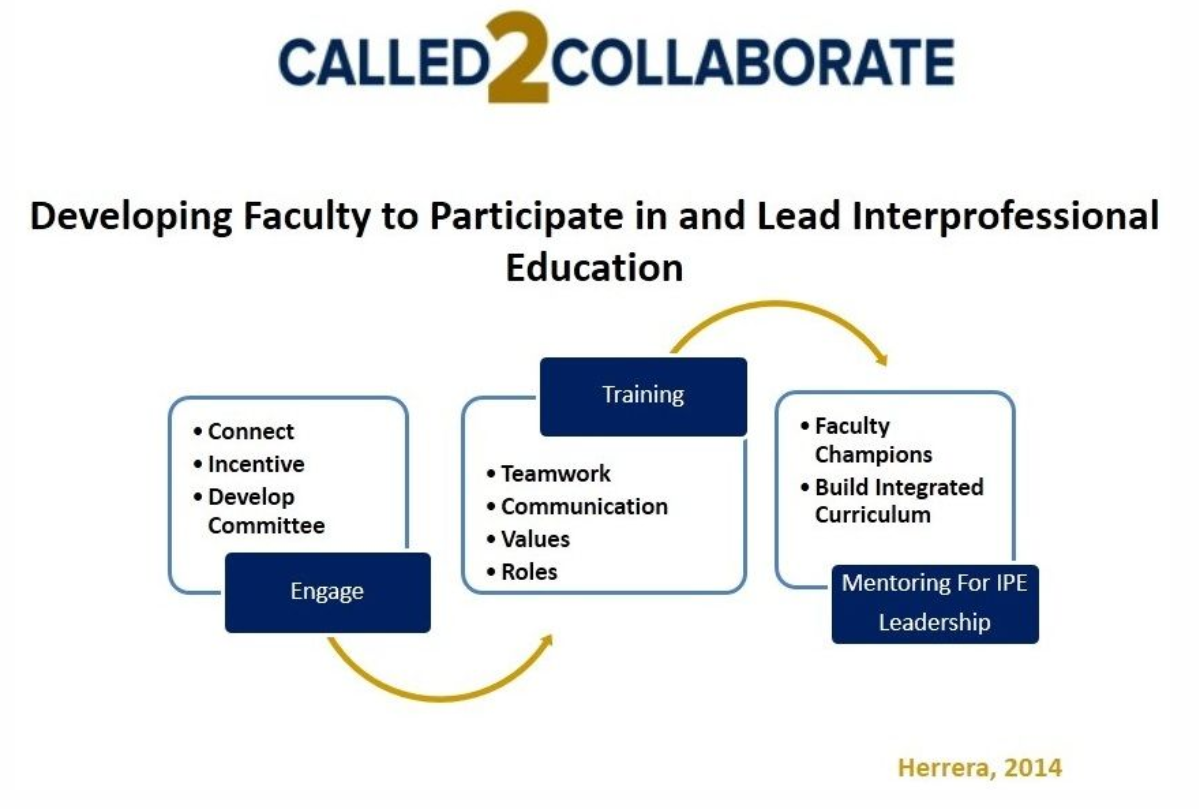 CALLED2COLLABORATE
Developing Faculty to Participate in and Lead Interprofessional
Education
• Connect
• Incentive
• Develop
Committee
Engage
Training
• Teamwork
• Communication
• Values
• Roles
• Faculty
Champions
• Build Integrated
Curriculum
Mentoring For IPE
Leadership
Herrera, 2014